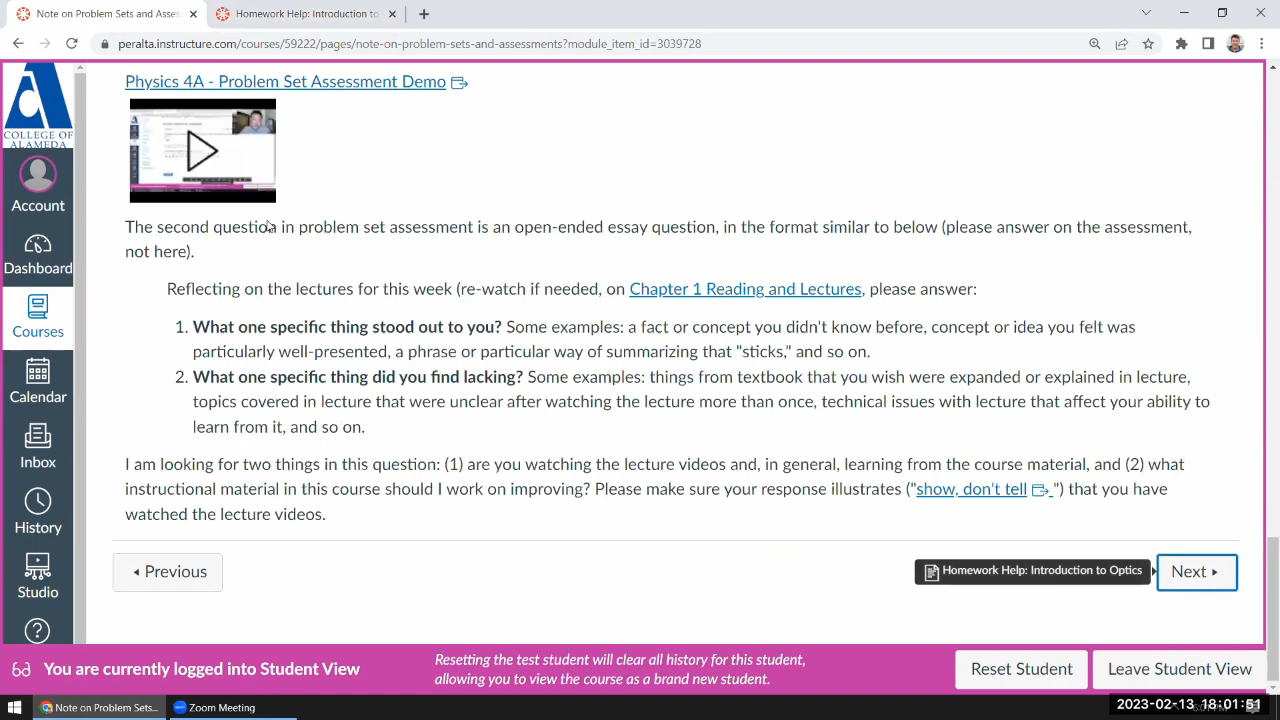 Note on Problem Sets and Assess
Homework Help: Introduction to
peralta.instructure.com/courses/59222/pages/note-on-problem-sets-and-assessments?module_item_id=3039728
COLLEGE OF
ALAMEDA
Account
Dashboard
Courses
Calendar
Inbox
History
Studio
Physics 4A - Problem Set Assessment Demo
The second question in problem set assessment is an open-ended essay question, in the format similar to below (please answer on the assessment,
not here).
Reflecting on the lectures for this week (re-watch if needed, on Chapter 1 Reading and Lectures, please answer:
1. What one specific thing stood out to you? Some examples: a fact or concept you didn't know before, concept or idea you felt was
particularly well-presented, a phrase or particular way of summarizing that "sticks," and so on.
2. What one specific thing did you find lacking? Some examples: things from textbook that you wish were expanded or explained in lecture,
topics covered in lecture that were unclear after watching the lecture more than once, technical issues with lecture that affect your ability to
learn from it, and so on.
I am looking for two things in this question: (1) are you watching the lecture videos and, in general, learning from the course material, and (2) what
instructional material in this course should I work on improving? Please make sure your response illustrates ("show, don't tell ") that you have
watched the lecture videos.
Previous
Homework Help: Introduction to Optics
Next
You are currently logged into Student View
Resetting the test student will clear all history for this student,
allowing you to view the course as a brand new student.
Reset Student
Leave Student View
Note on Problem Sets...
Zoom Meeting
2023-02-13 18:01:51